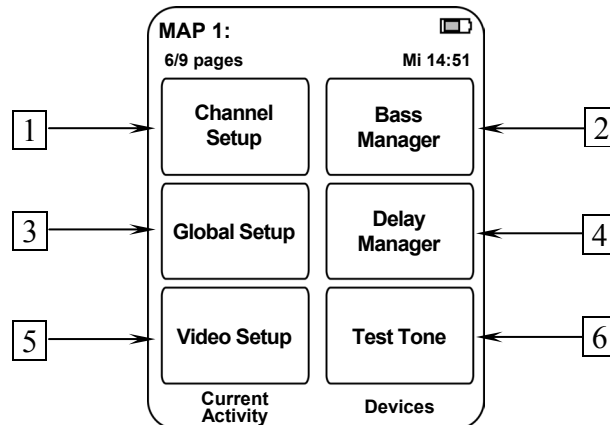 MAP 1:
6/9 pages Mi 14:51
1
Channel
Setup
Bass
Manager
2
3
Global Setup
Delay
Manager
4
5
Video Setup
Test Tone
6
Current
Activity
Devices